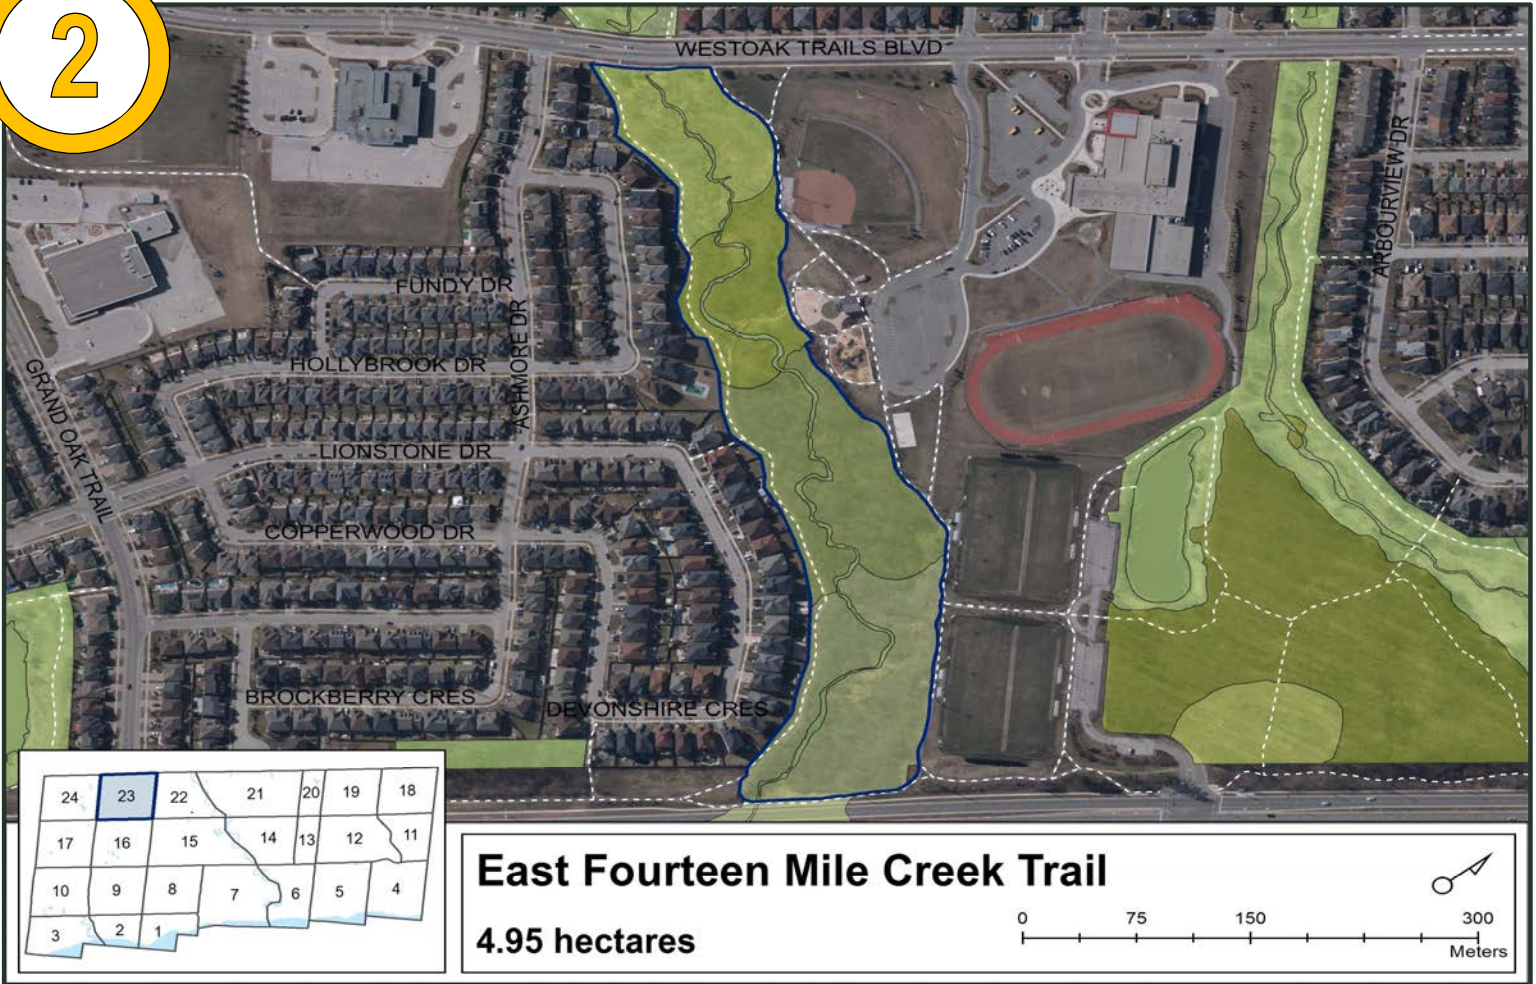 2
WESTOAK TRAILS BLVD
ARBOURVIEW DR
FUNDY DR
ASHMORE DR
HOLLYBROOK DR
GRAND OAK TRAIL
LIONSTONE DR
COPPERWOOD DR
BROCKBERRY CRES
DEVONSHIRE CRES
24 23 22 21 20 19 18
17 16 15 14 13 12 11
10 9 8 7 6 5 4
3 2 1
East Fourteen Mile Creek Trail
4.95 hectares
0 75 150 300
Meters